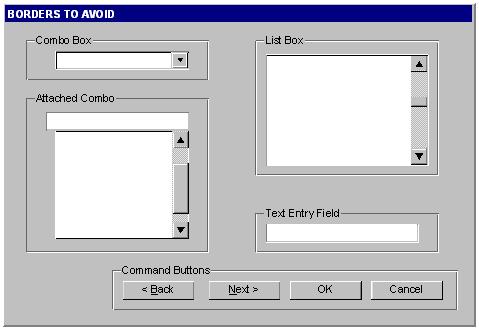 BORDERS TO AVOID
Combo Box
List Box
Attached Combo
Text Entry Field
Command Buttons
< Back
Next >
OK
Cancel